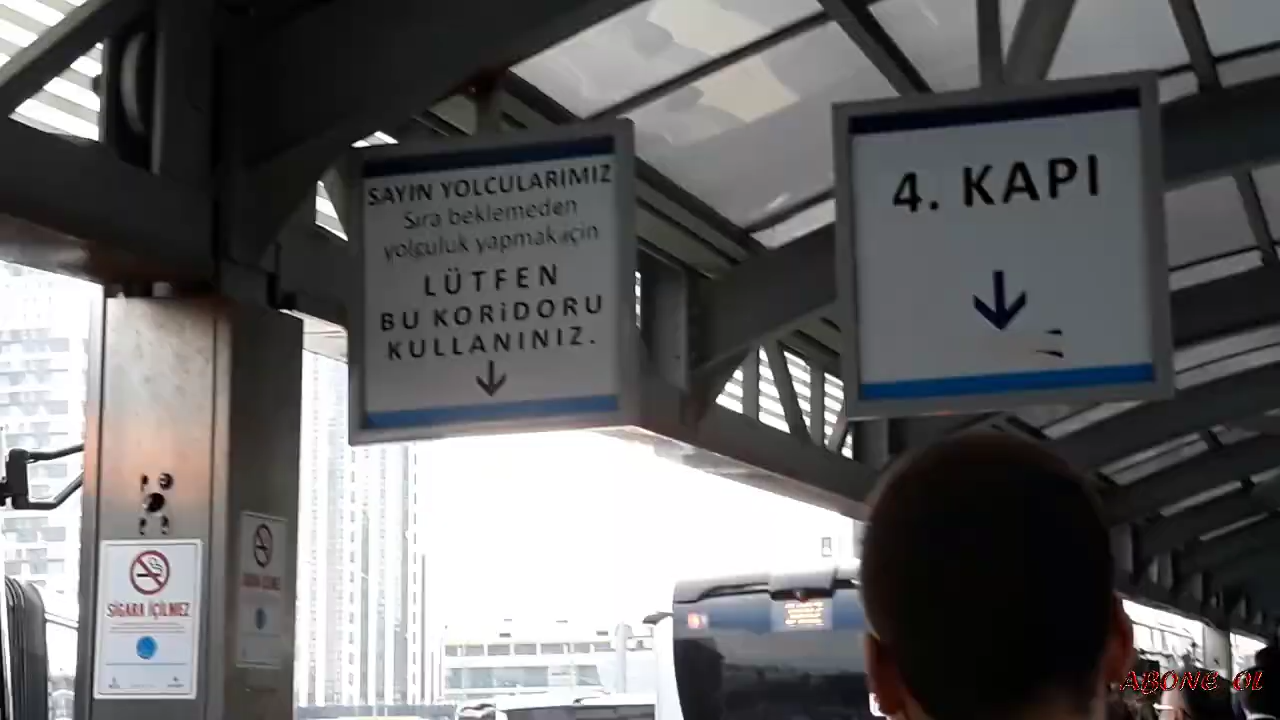 SAYIN YOLCULARIMIZ
Sıra beklemeden
yolculuk yapmak için
LÜTFEN
BU KORİDORU
KULLANINIZ.
4. KAPI
SİGARA İÇİLMEZ
ABONE Ol